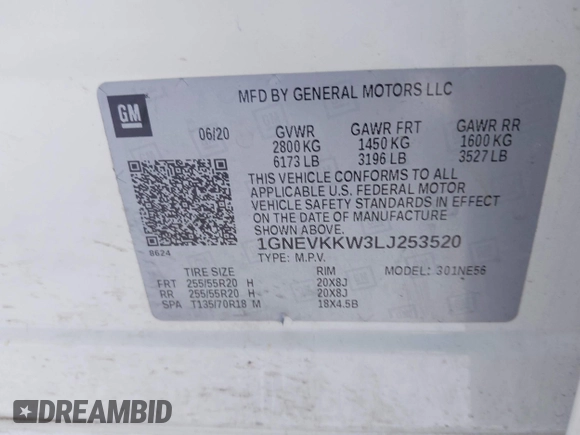 GM
MFD BY GENERAL MOTORS LLC
06/20 GVWR GAWR FRT GAWR RR
2800 KG 1450 KG 1600 KG
6173 LB 3196 LB 3527 LB
THIS VEHICLE CONFORMS TO ALL
APPLICABLE U.S. FEDERAL MOTOR
VEHICLE SAFETY STANDARDS IN EFFECT
ON THE DATE OF MANUFACTURE
SHOWN ABOVE.
1GNEVKKW3LJ253520
8624 TYPE: M.P.V.
TIRE SIZE RIM MODEL: 301NE56
FRT 255/55R20 H 20X8J
RR 255/55R20 H 20X8J
SPA T135/70R18 M 18X4.5B
DREAMBID